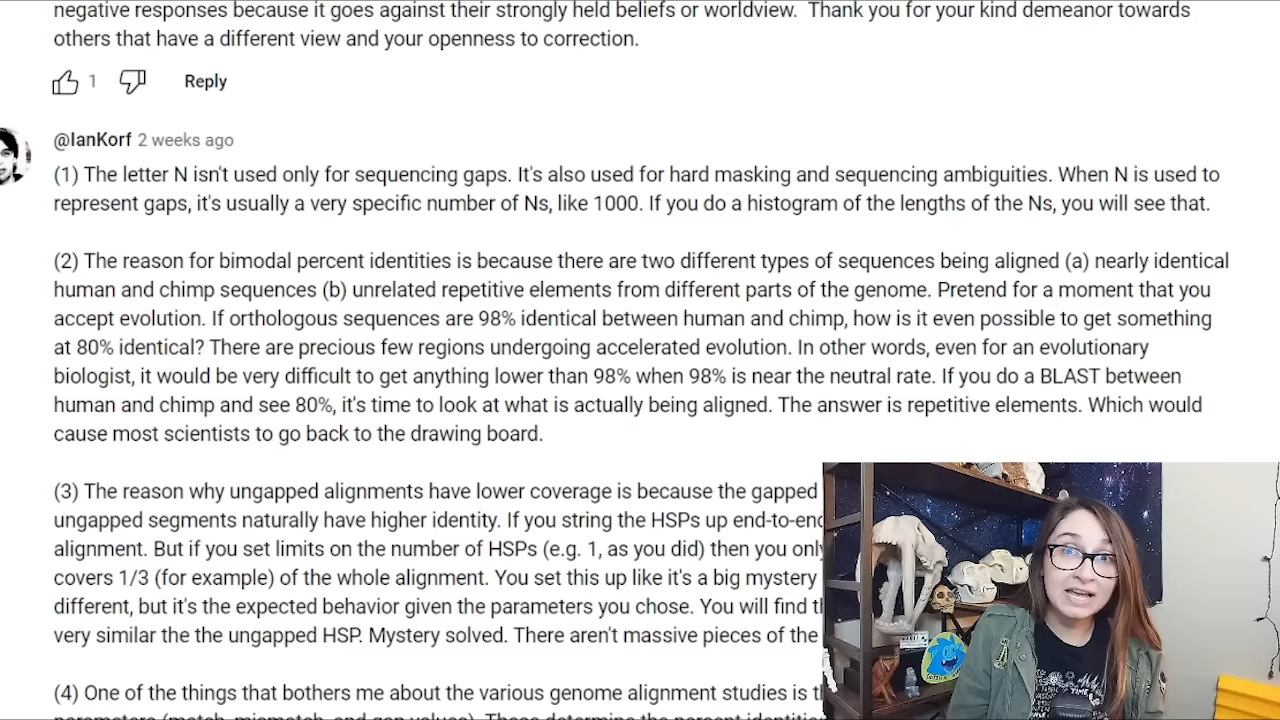 negative responses because it goes against their strongly held beliefs or worldview. Thank you for your kind demeanor towards
others that have a different view and your openness to correction.
1 Reply
@IanKorf 2 weeks ago
(1) The letter N isn't used only for sequencing gaps. It's also used for hard masking and sequencing ambiguities. When N is used to
represent gaps, it's usually a very specific number of Ns, like 1000. If you do a histogram of the lengths of the Ns, you will see that.
(2) The reason for bimodal percent identities is because there are two different types of sequences being aligned (a) nearly identical
human and chimp sequences (b) unrelated repetitive elements from different parts of the genome. Pretend for a moment that you
accept evolution. If orthologous sequences are 98% identical between human and chimp, how is it even possible to get something
at 80% identical? There are precious few regions undergoing accelerated evolution. In other words, even for an evolutionary
biologist, it would be very difficult to get anything lower than 98% when 98% is near the neutral rate. If you do a BLAST between
human and chimp and see 80%, it's time to look at what is actually being aligned. The answer is repetitive elements. Which would
cause most scientists to go back to the drawing board.
(3) The reason why ungapped alignments have lower coverage is because the gapped
ungapped segments naturally have higher identity. If you string the HSPs up end-to-end
alignment. But if you set limits on the number of HSPs (e.g. 1, as you did) then you only
covers 1/3 (for example) of the whole alignment. You set this up like it's a big mystery
different, but it's the expected behavior given the parameters you chose. You will find
very similar the the ungapped HSP. Mystery solved. There aren't massive pieces of the
(4) One of the things that bothers me about the various genome alignment studies is
parameters (match, mismatch, and gap values). These determine the percent identities